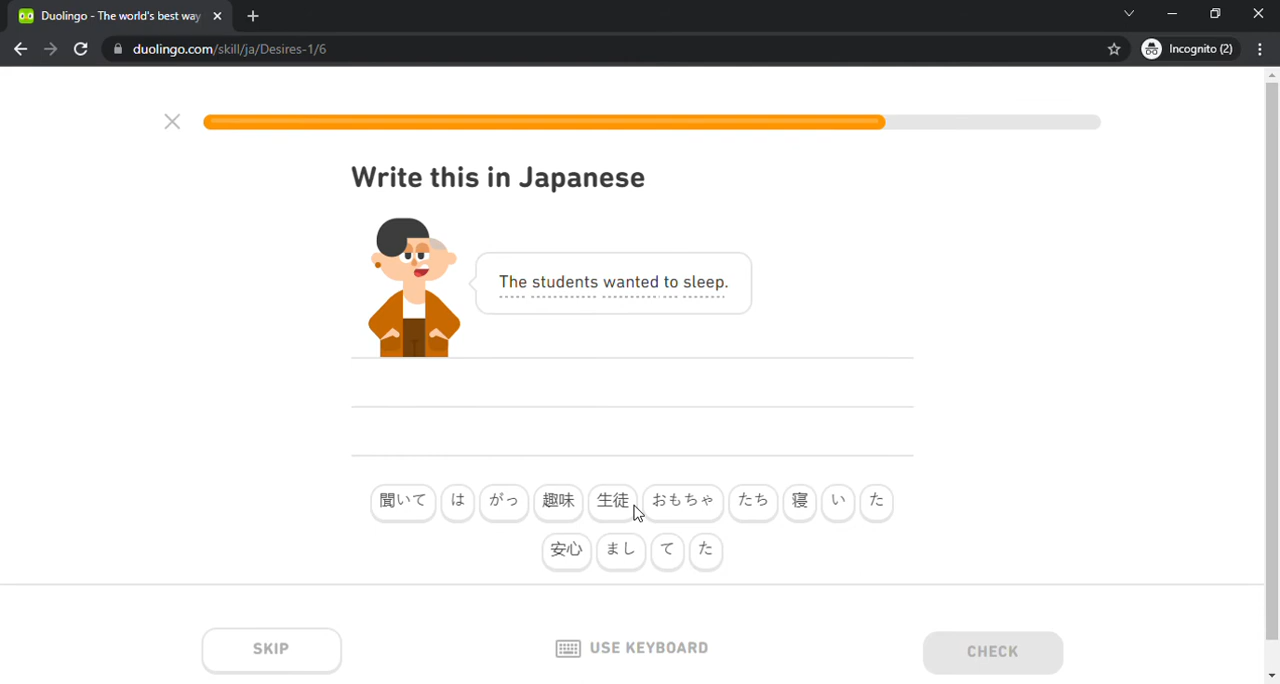 Duolingo - The world's best way
duolingo.com/skill/ja/Desires-1/6
Incognito (2)
Write this in Japanese
The students wanted to sleep.
聞いて は がっ 趣味 生徒 おもちゃ たち 寝 い た
安心 まし て た
SKIP USE KEYBOARD CHECK